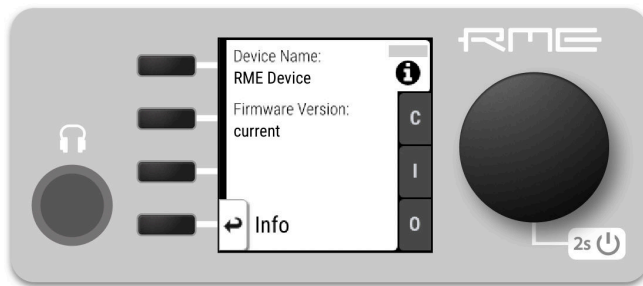 RME
Device Name:
RME Device
Firmware Version:
current
C
I
O
Info
2s